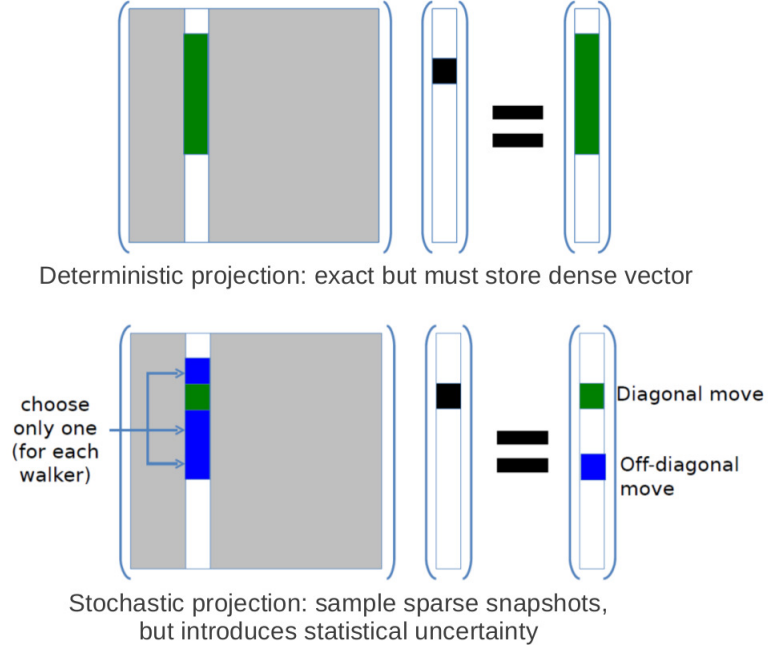 Deterministic projection: exact but must store dense vector
choose
only one
(for each
walker)
Diagonal move
Off-diagonal
move
Stochastic projection: sample sparse snapshots,
but introduces statistical uncertainty